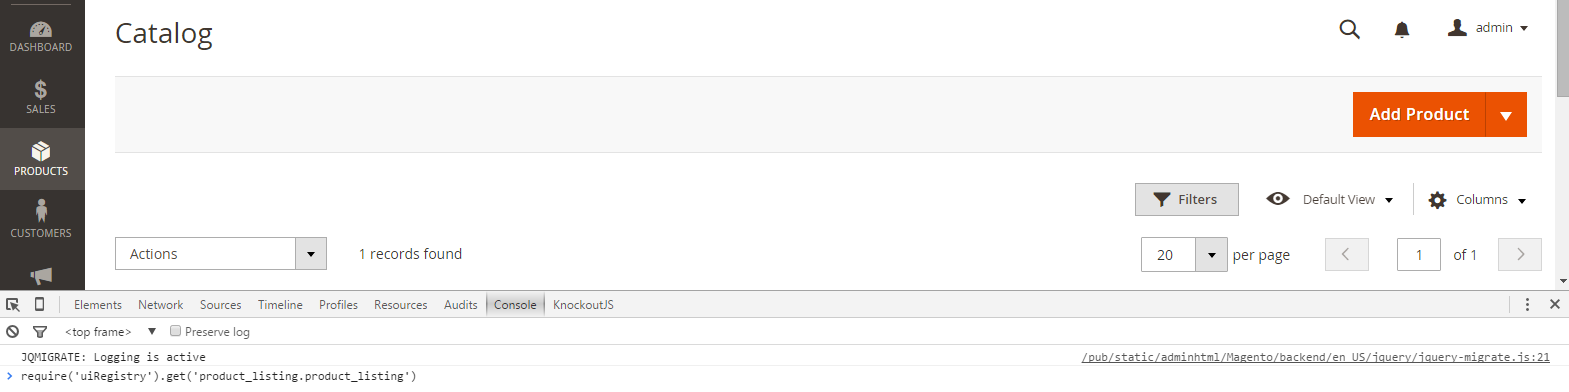 Catalog
admin
DASHBOARD
SALES
PRODUCTS
CUSTOMERS
Add Product
Filters
Default View
Columns
Actions
1 records found
20 per page
1 of 1
Elements Network Sources Timeline Profiles Resources Audits Console KnockoutJS
<top frame> Preserve log
JQMIGRATE: Logging is active /pub/static/adminhtml/Magento/backend/en_US/jquery/jquery-migrate.js:21
> require('uiRegistry').get('product_listing.product_listing')